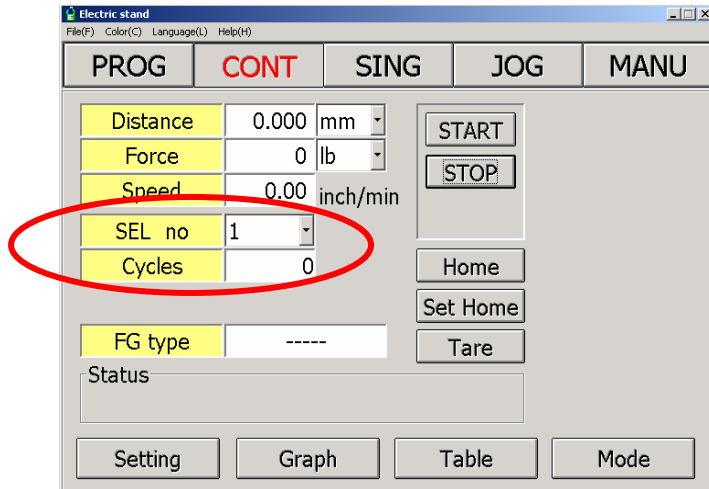 Electric stand
File(F) Color(C) Language(L) Help(H)
PROG CONT SING JOG MANU
Distance 0.000 mm
START
Force 0 lb
STOP
Speed 0.00 inch/min
SEL no 1
Cycles 0
Home
Set Home
FG type -----
Tare
Status
Setting Graph Table Mode